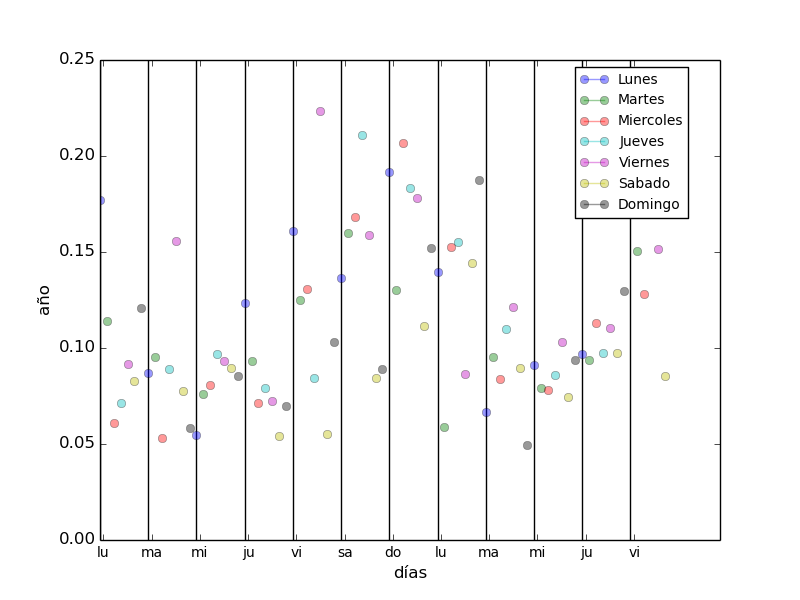 0.25
0.20
0.15
0.10
0.05
0.00
año
Lunes
Martes
Miercoles
Jueves
Viernes
Sabado
Domingo
lu ma mi ju vi sa do lu ma mi ju vi
días